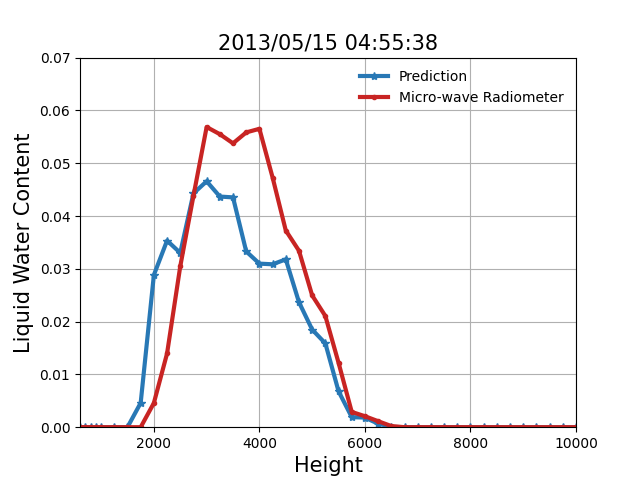 2013/05/15 04:55:38
Prediction
Micro-wave Radiometer
Liquid Water Content
0.07
0.06
0.05
0.04
0.03
0.02
0.01
0.00
2000 4000 6000 8000 10000
Height